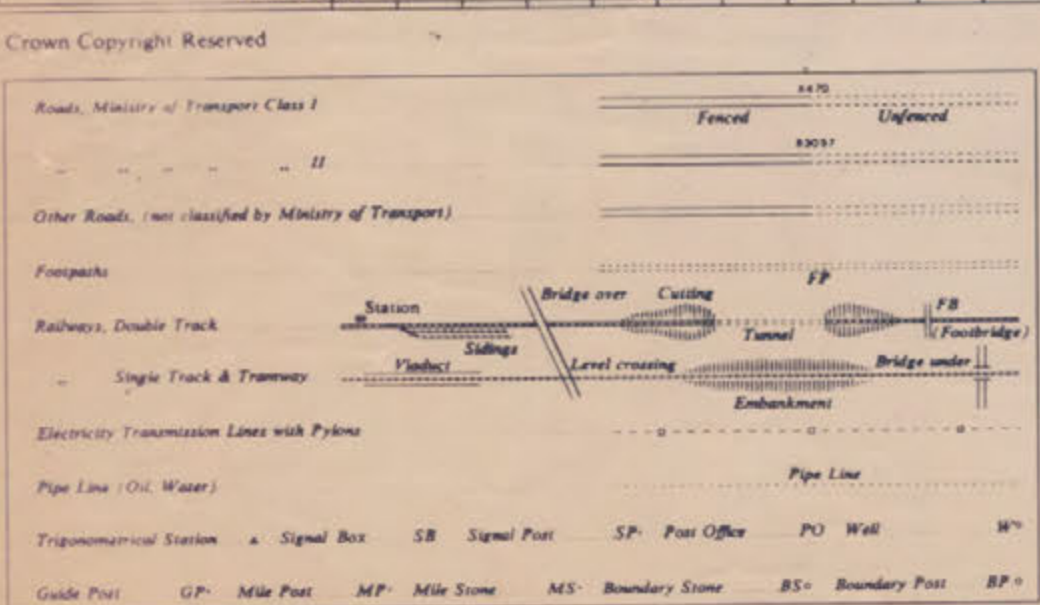 Crown Copyright Reserved
Roads, Ministry of Transport Class I
A470
Fenced Unfenced
" " " " " II
B3057
Other Roads, (not classified by Ministry of Transport)
Footpaths
FP
Railways, Double Track
Station
Sidings
Bridge over
Cutting
Tunnel
FB
(Footbridge)
" Single Track & Tramway
Viaduct
Level crossing
Embankment
Bridge under
Electricity Transmission Lines with Pylons
Pipe Line (Oil, Water)
Pipe Line
Trigonometrical Station Signal Box SB Signal Post SP Post Office PO Well W
Guide Post GP Mile Post MP Mile Stone MS Boundary Stone BS Boundary Post BP